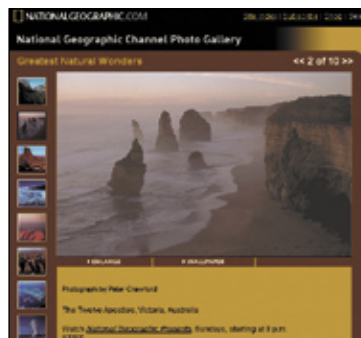 NATIONALGEOGRAPHIC.COM
National Geographic Channel Photo Gallery
Greatest Natural Wonders << 2 of 10 >>
ENLARGE WALLPAPER
Photograph by Peter Crawford
The Twelve Apostles, Victoria, Australia
Watch National Geographic Presents, Sundays, starting at 8 p.m.